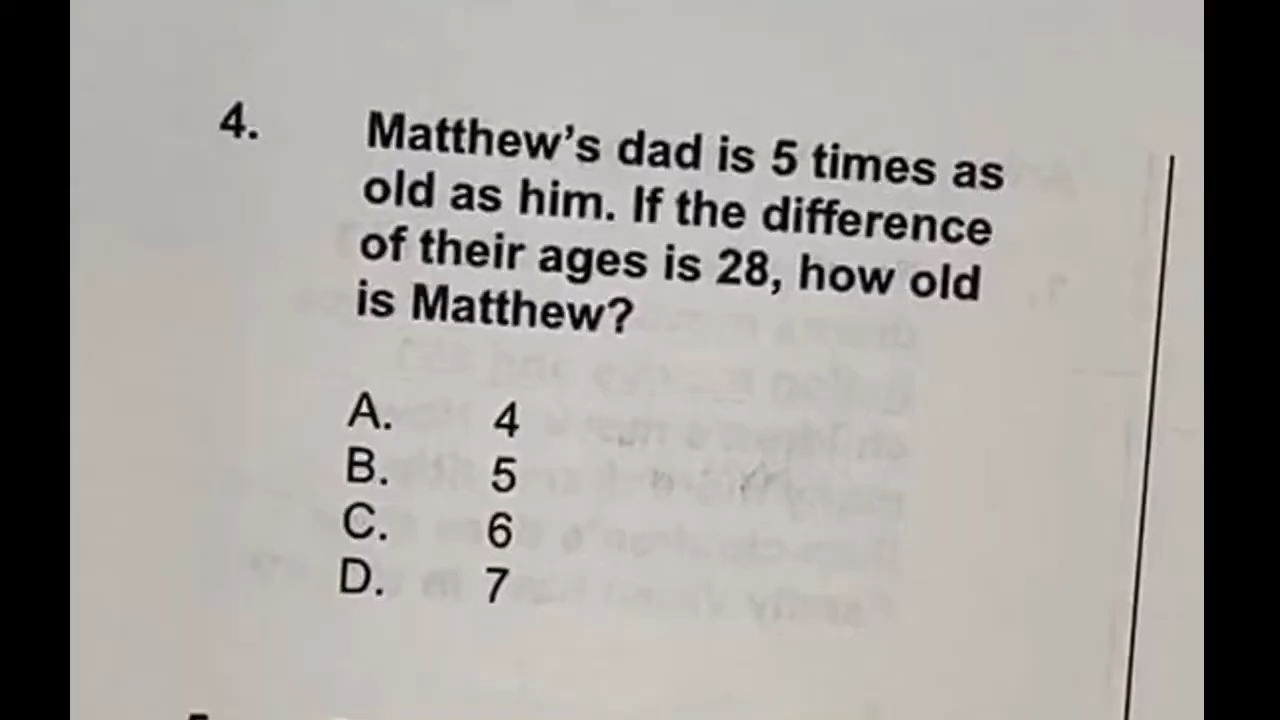 4. Matthew's dad is 5 times as
old as him. If the difference
of their ages is 28, how old
is Matthew?
A. 4
B. 5
C. 6
D. 7